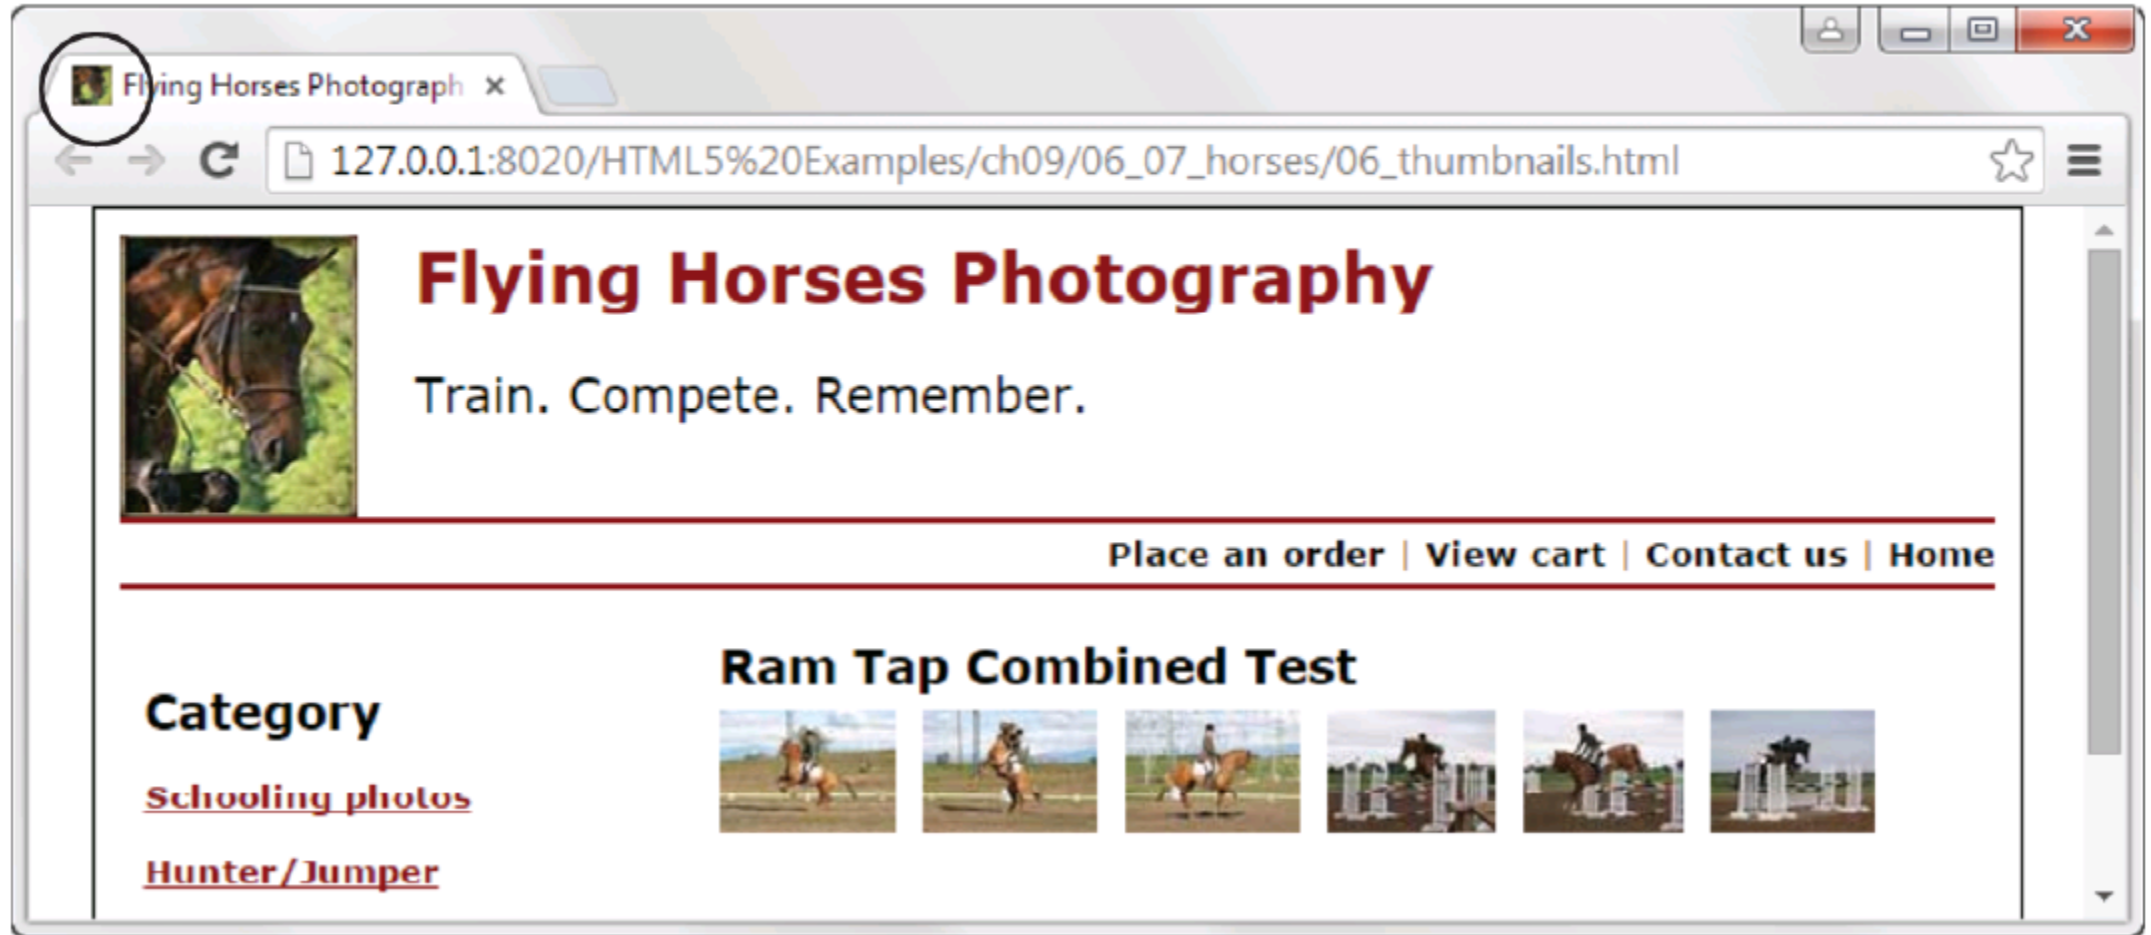 Flying Horses Photograph
127.0.0.1:8020/HTML5%20Examples/ch09/06_07_horses/06_thumbnails.html
Flying Horses Photography
Train. Compete. Remember.
Place an order | View cart | Contact us | Home
Ram Tap Combined Test
Category
Schooling photos
Hunter/Jumper